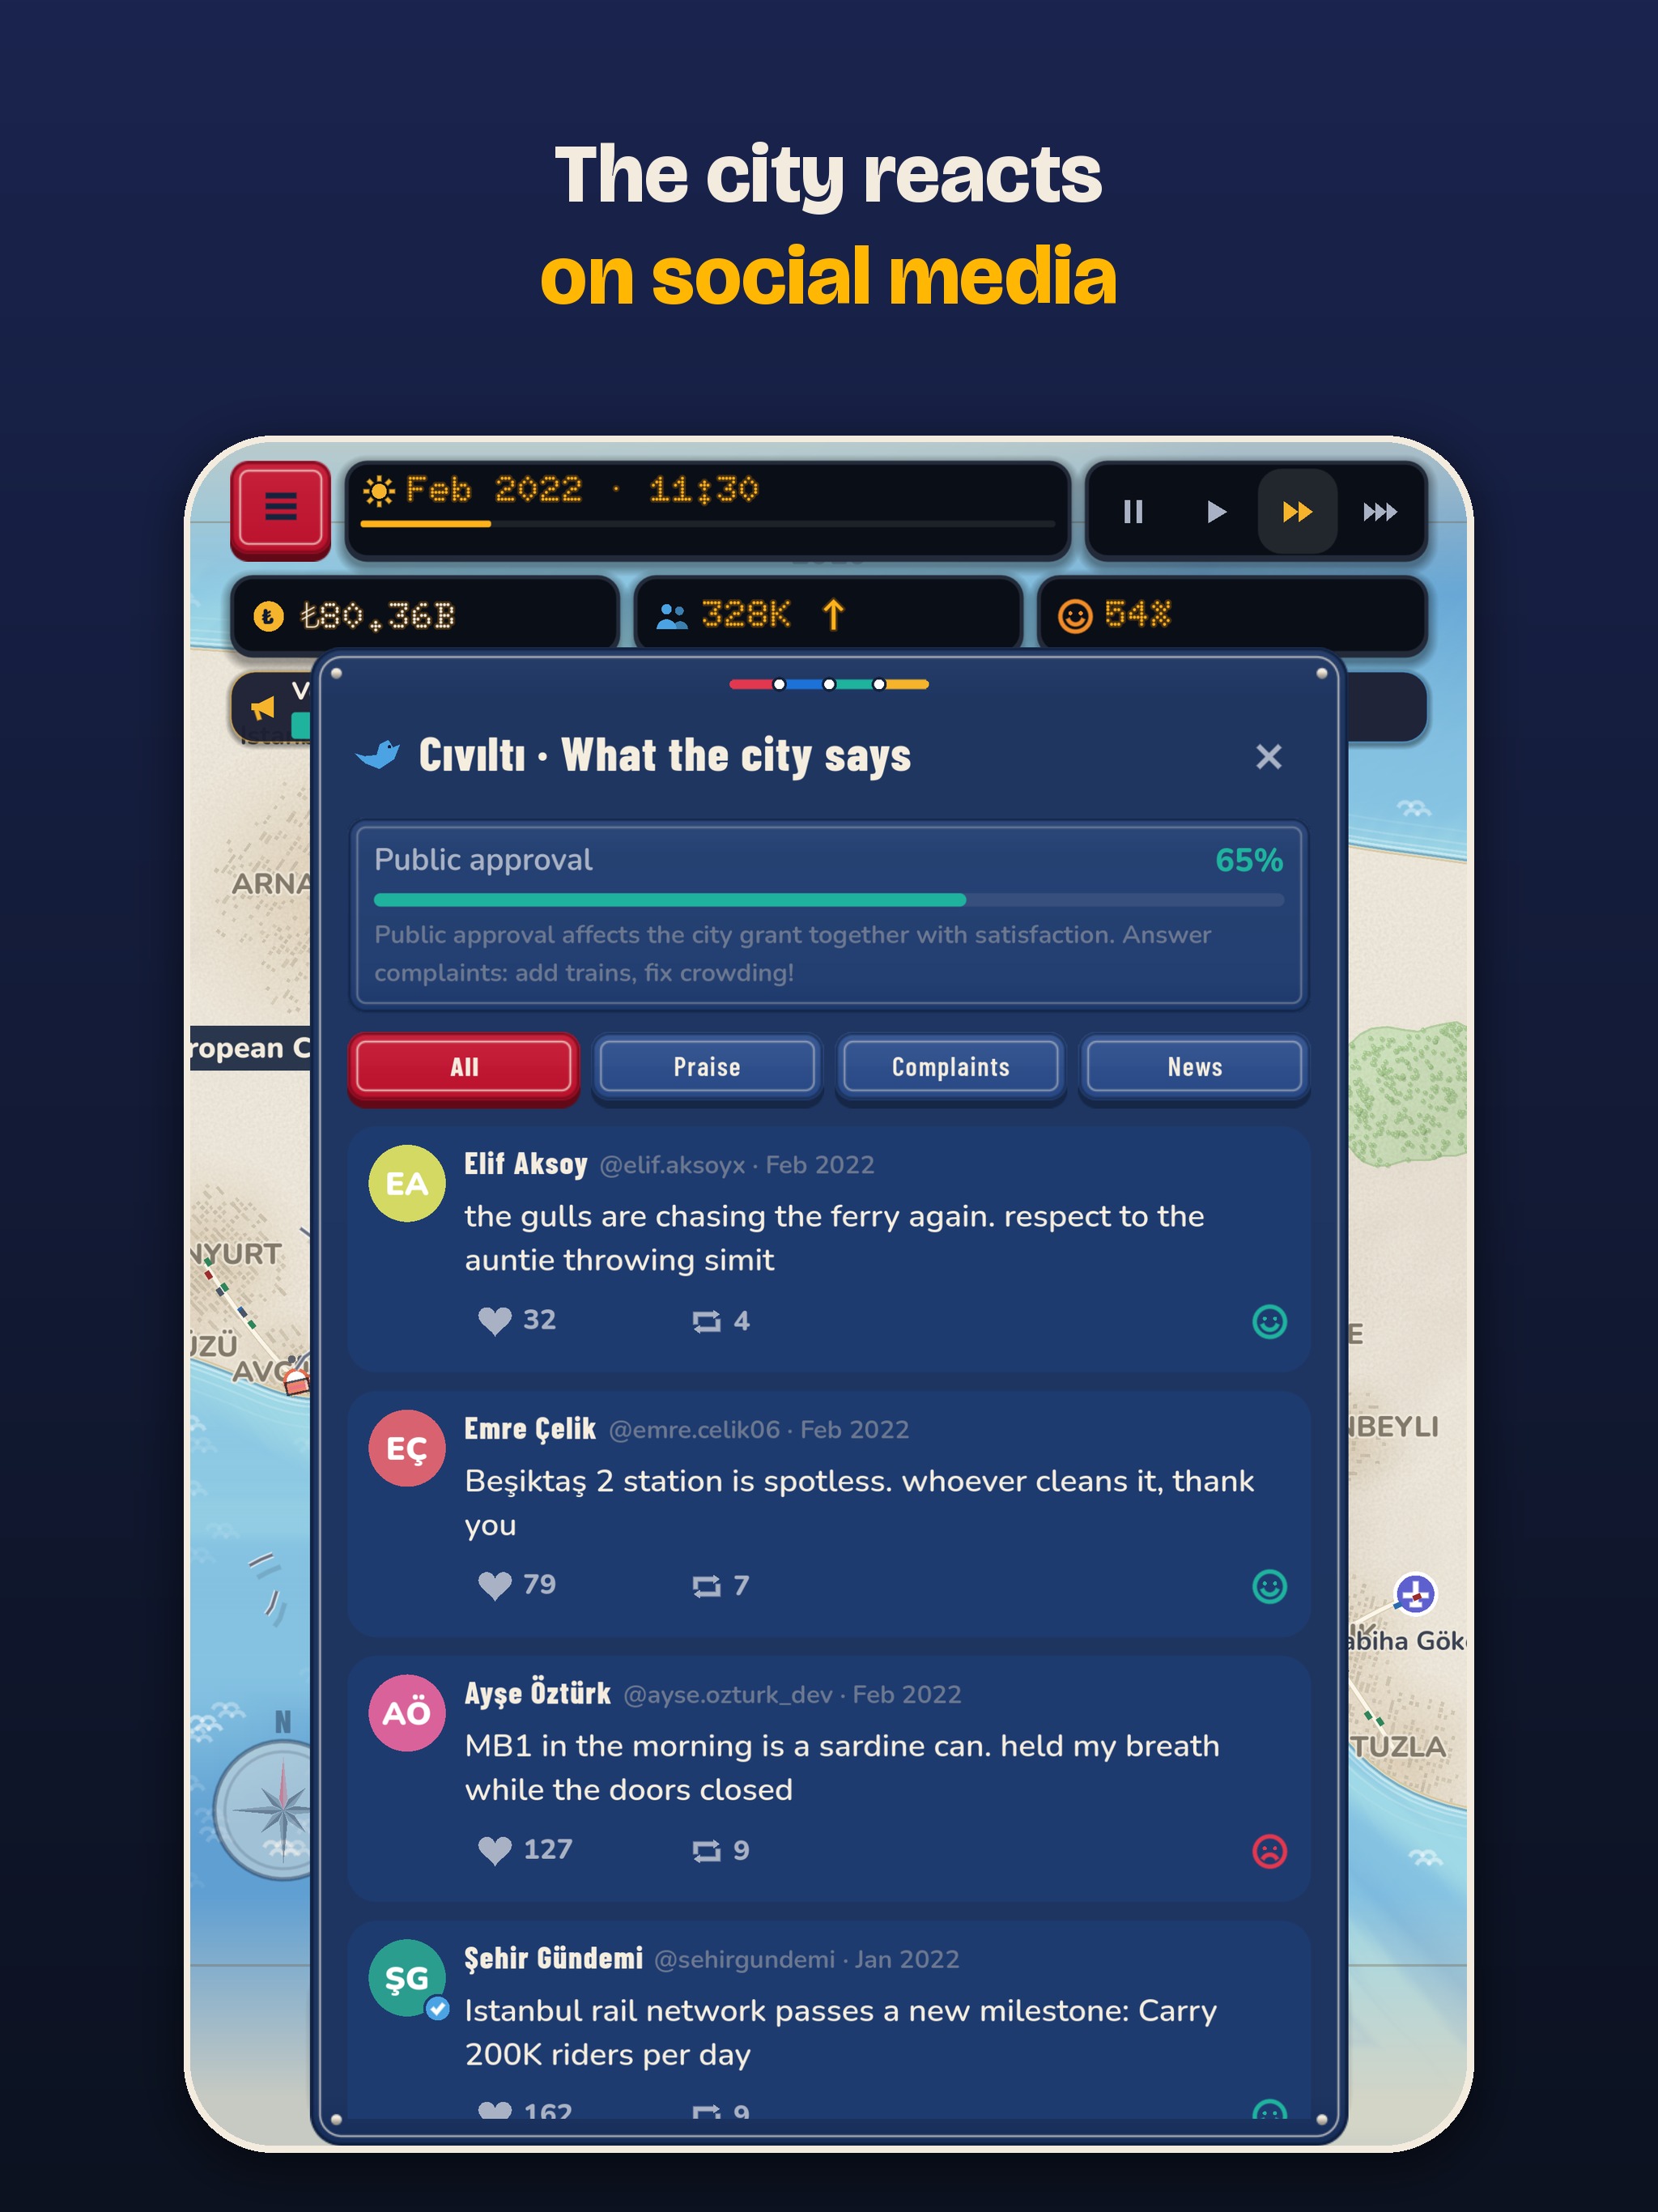 The city reacts
on social media
Feb 2022 · 11:30
₺80.36B
328K
54%
Cıvıltı · What the city says
Public approval
65%
Public approval affects the city grant together with satisfaction. Answer
complaints: add trains, fix crowding!
ARNA
ropean C
All
Praise
Complaints
News
EA
Elif Aksoy @elif.aksoyx · Feb 2022
the gulls are chasing the ferry again. respect to the
auntie throwing simit
32
4
NYURT
ÜZÜ
AVC
E
EÇ
Emre Çelik @emre.celik06 · Feb 2022
Beşiktaş 2 station is spotless. whoever cleans it, thank
you
79
7
NBEYLI
abiha Gök
AÖ
Ayşe Öztürk @ayse.ozturk_dev · Feb 2022
MB1 in the morning is a sardine can. held my breath
while the doors closed
127
9
N
TUZLA
ŞG
Şehir Gündemi @sehirgundemi · Jan 2022
Istanbul rail network passes a new milestone: Carry
200K riders per day
162
9